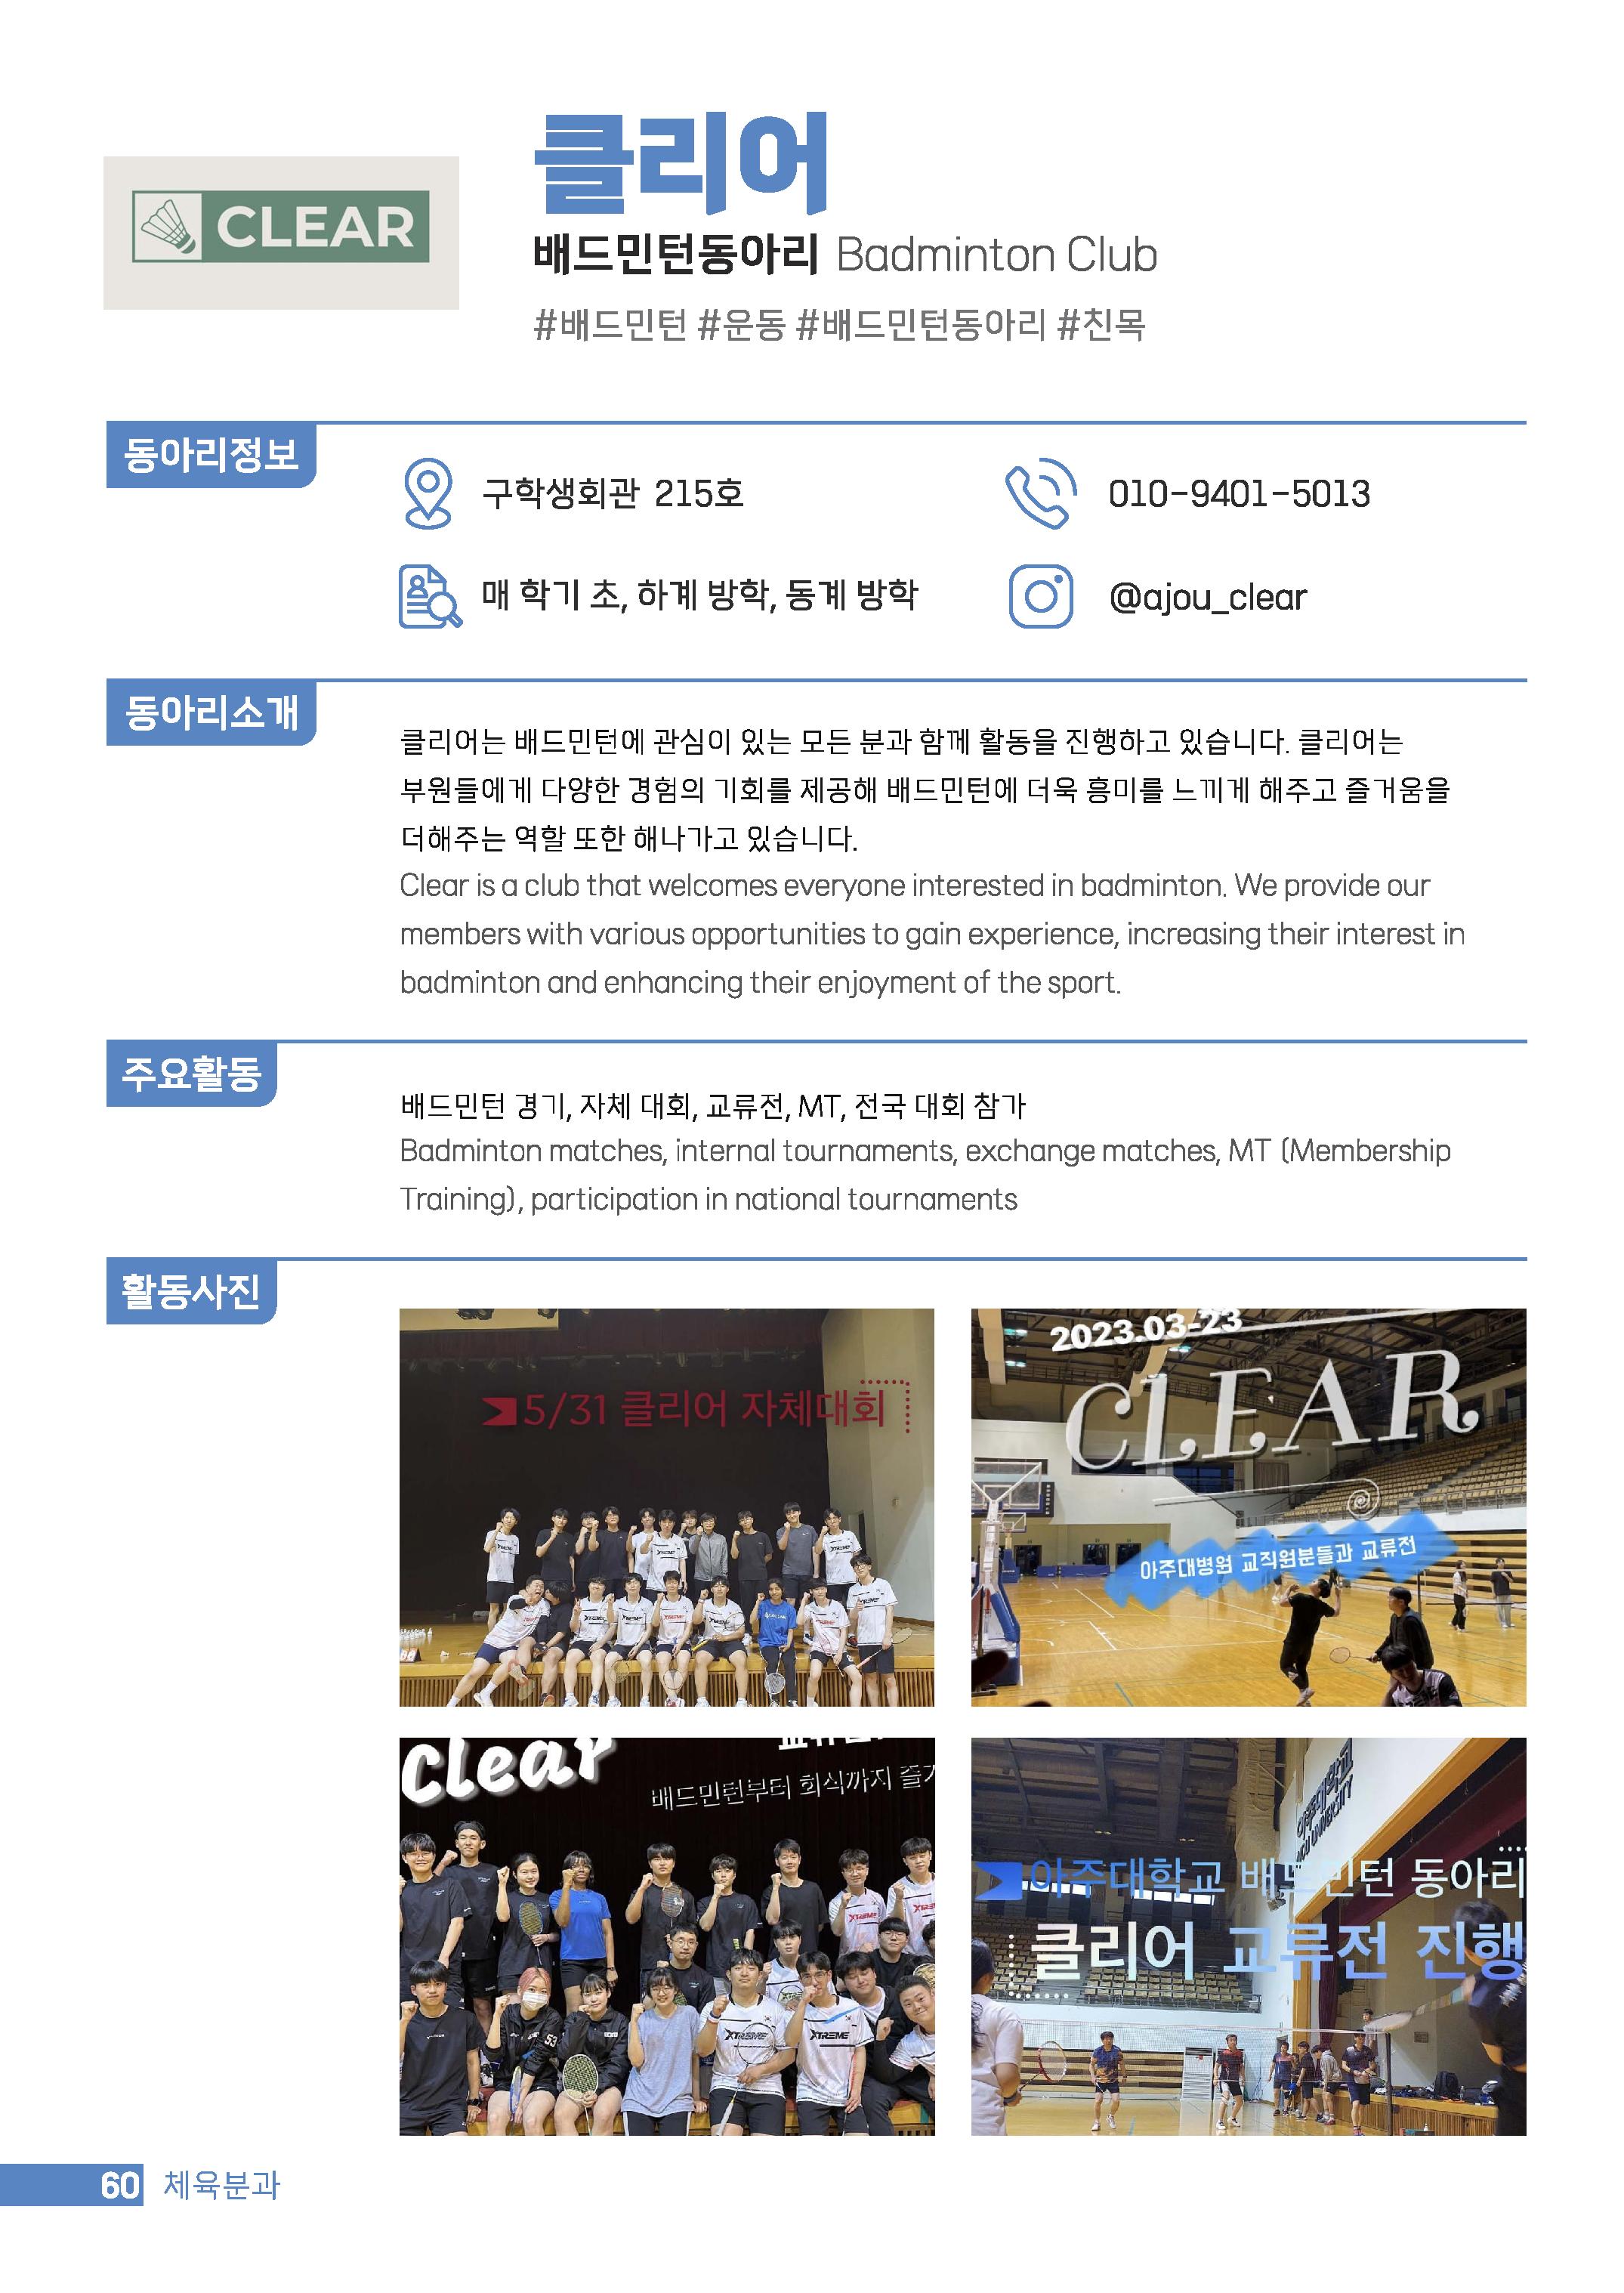 CLEAR
클리어
배드민턴동아리 Badminton Club
#배드민턴 #운동 #배드민턴동아리 #친목
동아리정보
구학생회관 215호
010-9401-5013
매 학기 초, 하계 방학, 동계 방학
@ajou_clear
동아리소개
클리어는 배드민턴에 관심이 있는 모든 분과 함께 활동을 진행하고 있습니다. 클리어는
부원들에게 다양한 경험의 기회를 제공해 배드민턴에 더욱 흥미를 느끼게 해주고 즐거움을
더해주는 역할 또한 해나가고 있습니다.
Clear is a club that welcomes everyone interested in badminton. We provide our
members with various opportunities to gain experience, increasing their interest in
badminton and enhancing their enjoyment of the sport.
주요활동
배드민턴 경기, 자체 대회, 교류전, MT, 전국 대회 참가
Badminton matches, internal tournaments, exchange matches, MT (Membership
Training), participation in national tournaments
활동사진
5/31 클리어 자체대회
2023.03-23
CLEAR
아주대병원 교직원분들과 교류전
Clear
배드민턴부터 회식까지
XTREME
XTREME
53
아주대학교
AJOU UNIVERSITY
아주대학교 배드민턴 동아리
클리어 교류전 진행
60 체육분과